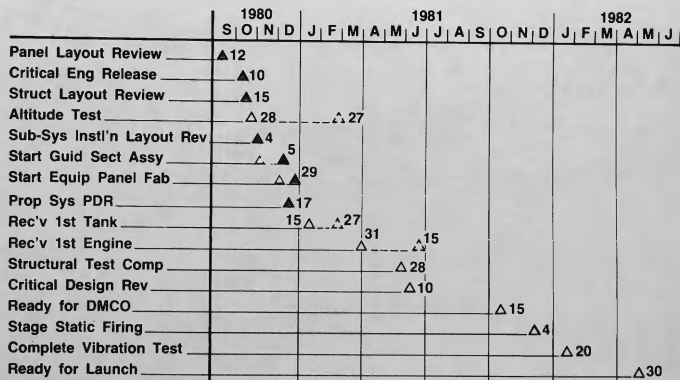 1980 1981 1982
S O N D J F M A M J J A S O N D J F M A M J
Panel Layout Review 12
Critical Eng Release 10
Struct Layout Review 15
Altitude Test 28 27
Sub-Sys Instl'n Layout Rev 4
Start Guid Sect Assy 5
Start Equip Panel Fab 29
Prop Sys PDR 17
Rec'v 1st Tank 15 27
Rec'v 1st Engine 31 15
Structural Test Comp 28
Critical Design Rev 10
Ready for DMCO 15
Stage Static Firing 4
Complete Vibration Test 20
Ready for Launch 30